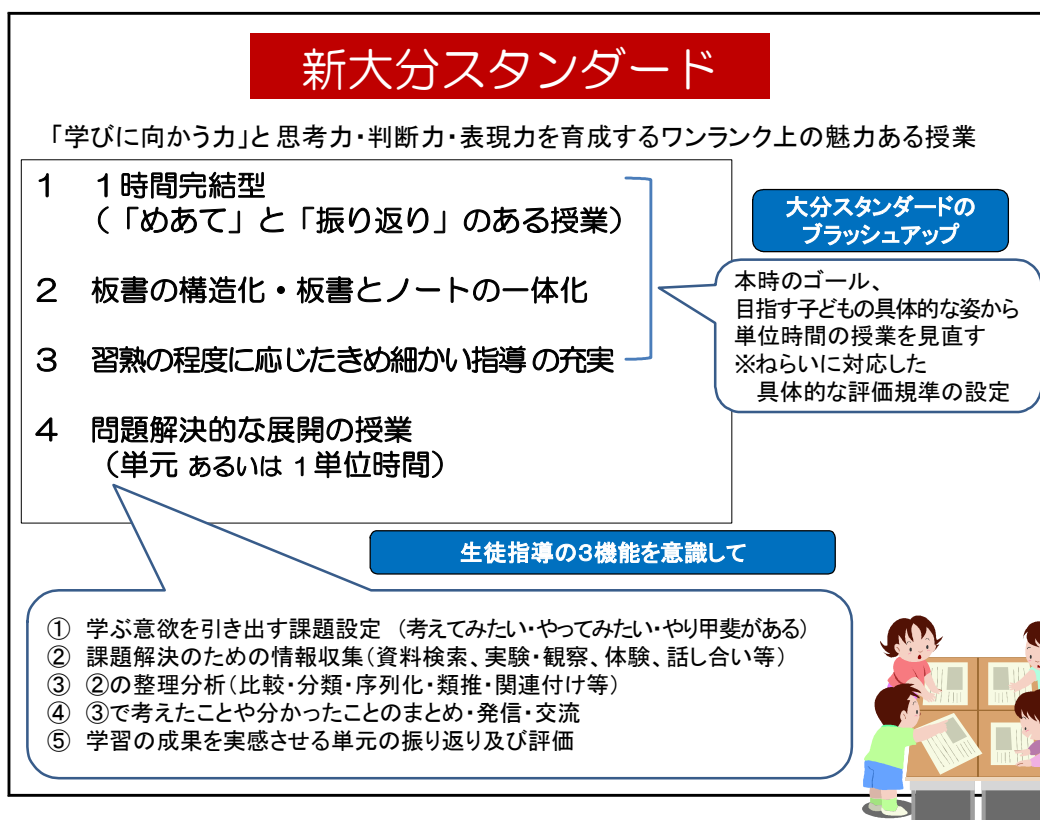 新大分スタンダード
「学びに向かう力」と思考力・判断力・表現力を育成するワンランク上の魅力ある授業
1 1時間完結型
(「めあて」と「振り返り」のある授業)
2 板書の構造化・板書とノートの一体化
3 習熟の程度に応じたきめ細かい指導の充実
4 問題解決的な展開の授業
(単元 あるいは 1単位時間)
大分スタンダードの
ブラッシュアップ
本時のゴール、
目指す子どもの具体的な姿から
単位時間の授業を見直す
※ねらいに対応した
具体的な評価規準の設定
生徒指導の3機能を意識して
① 学ぶ意欲を引き出す課題設定 (考えてみたい・やってみたい・やり甲斐がある)
② 課題解決のための情報収集(資料検索、実験・観察、体験、話し合い等)
③ ②の整理分析(比較・分類・序列化・類推・関連付け等)
④ ③で考えたことや分かったことのまとめ・発信・交流
⑤ 学習の成果を実感させる単元の振り返り及び評価